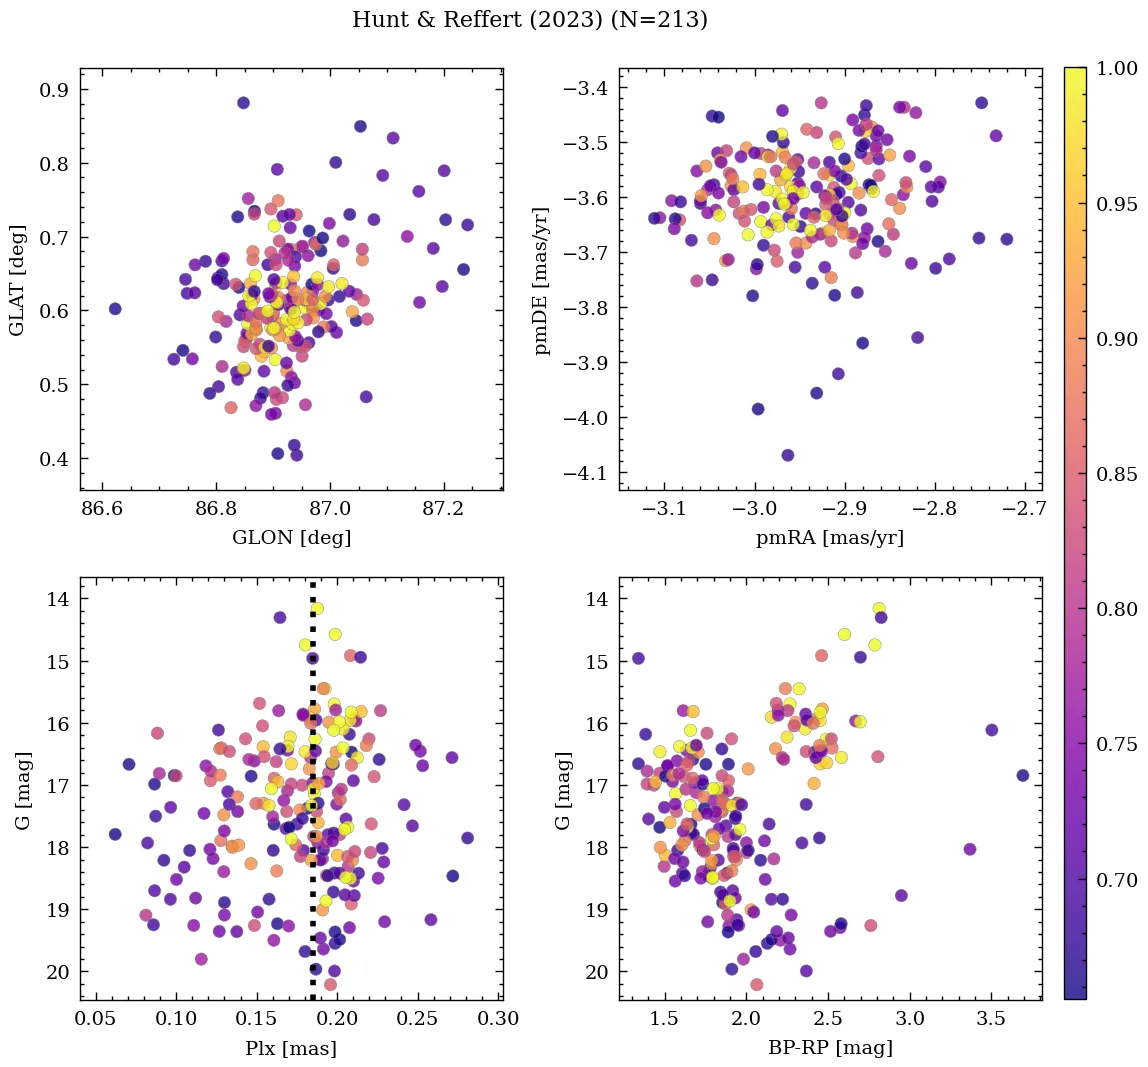 Hunt & Reffert (2023) (N=213)
0.9
0.8
0.7
0.6
0.5
0.4
GLAT [deg]
86.6 86.8 87.0 87.2
GLON [deg]
−3.4
−3.5
−3.6
−3.7
−3.8
−3.9
−4.0
−4.1
pmDE [mas/yr]
−3.1 −3.0 −2.9 −2.8 −2.7
pmRA [mas/yr]
14
15
16
17
18
19
20
G [mag]
0.05 0.10 0.15 0.20 0.25 0.30
Plx [mas]
14
15
16
17
18
19
20
G [mag]
1.5 2.0 2.5 3.0 3.5
BP-RP [mag]
1.00
0.95
0.90
0.85
0.80
0.75
0.70